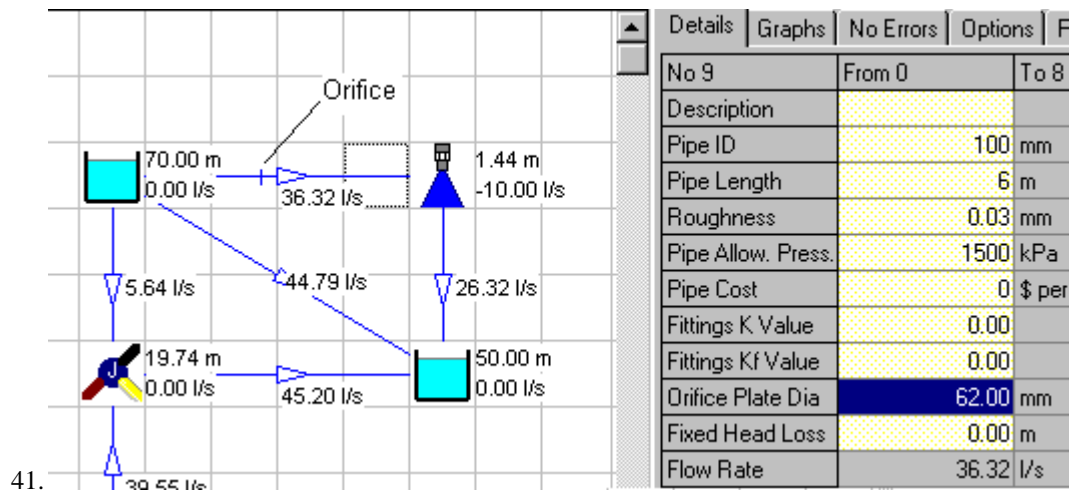 Orifice
70.00 m
0.00 l/s
36.32 l/s
1.44 m
-10.00 l/s
5.64 l/s
44.79 l/s
26.32 l/s
19.74 m
0.00 l/s
J
45.20 l/s
50.00 m
0.00 l/s
39.55 l/s
41.
Details Graphs No Errors Options F
No 9 From 0 To 8
Description
Pipe ID 100 mm
Pipe Length 6 m
Roughness 0.03 mm
Pipe Allow. Press. 1500 kPa
Pipe Cost 0 $ per
Fittings K Value 0.00
Fittings Kf Value 0.00
Orifice Plate Dia 62.00 mm
Fixed Head Loss 0.00 m
Flow Rate 36.32 l/s